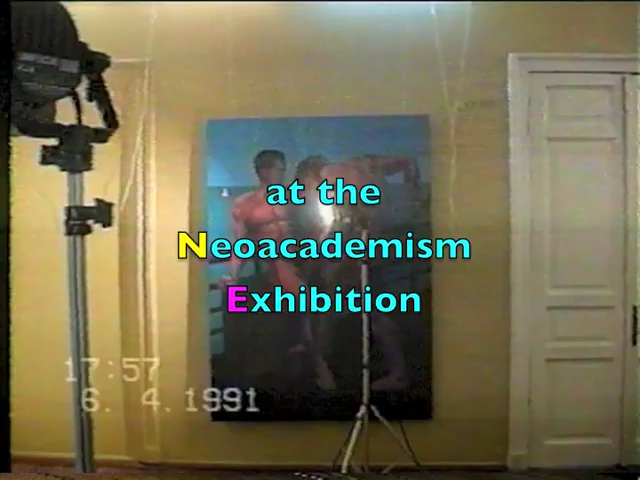 at the
Neoacademism
Exhibition
17:57
6. 4.1991